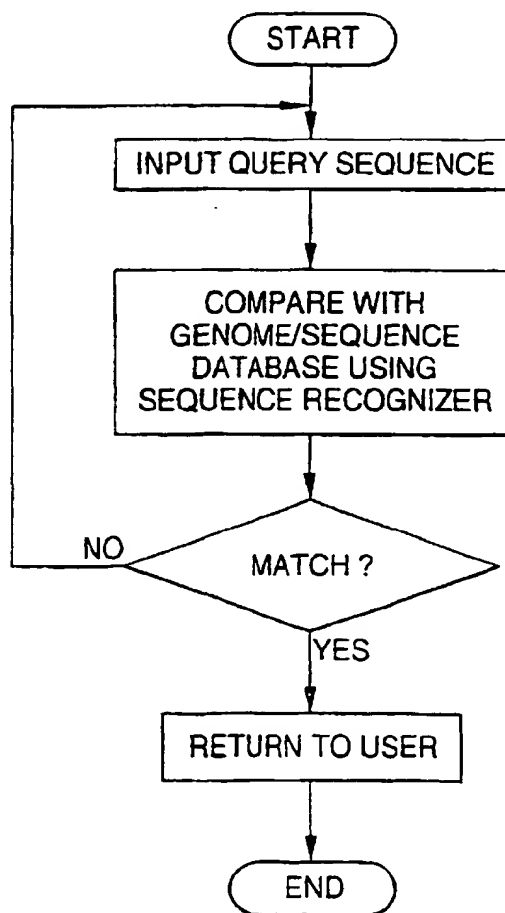 START
INPUT QUERY SEQUENCE
COMPARE WITH
GENOME/SEQUENCE
DATABASE USING
SEQUENCE RECOGNIZER
NO
MATCH ?
YES
RETURN TO USER
END